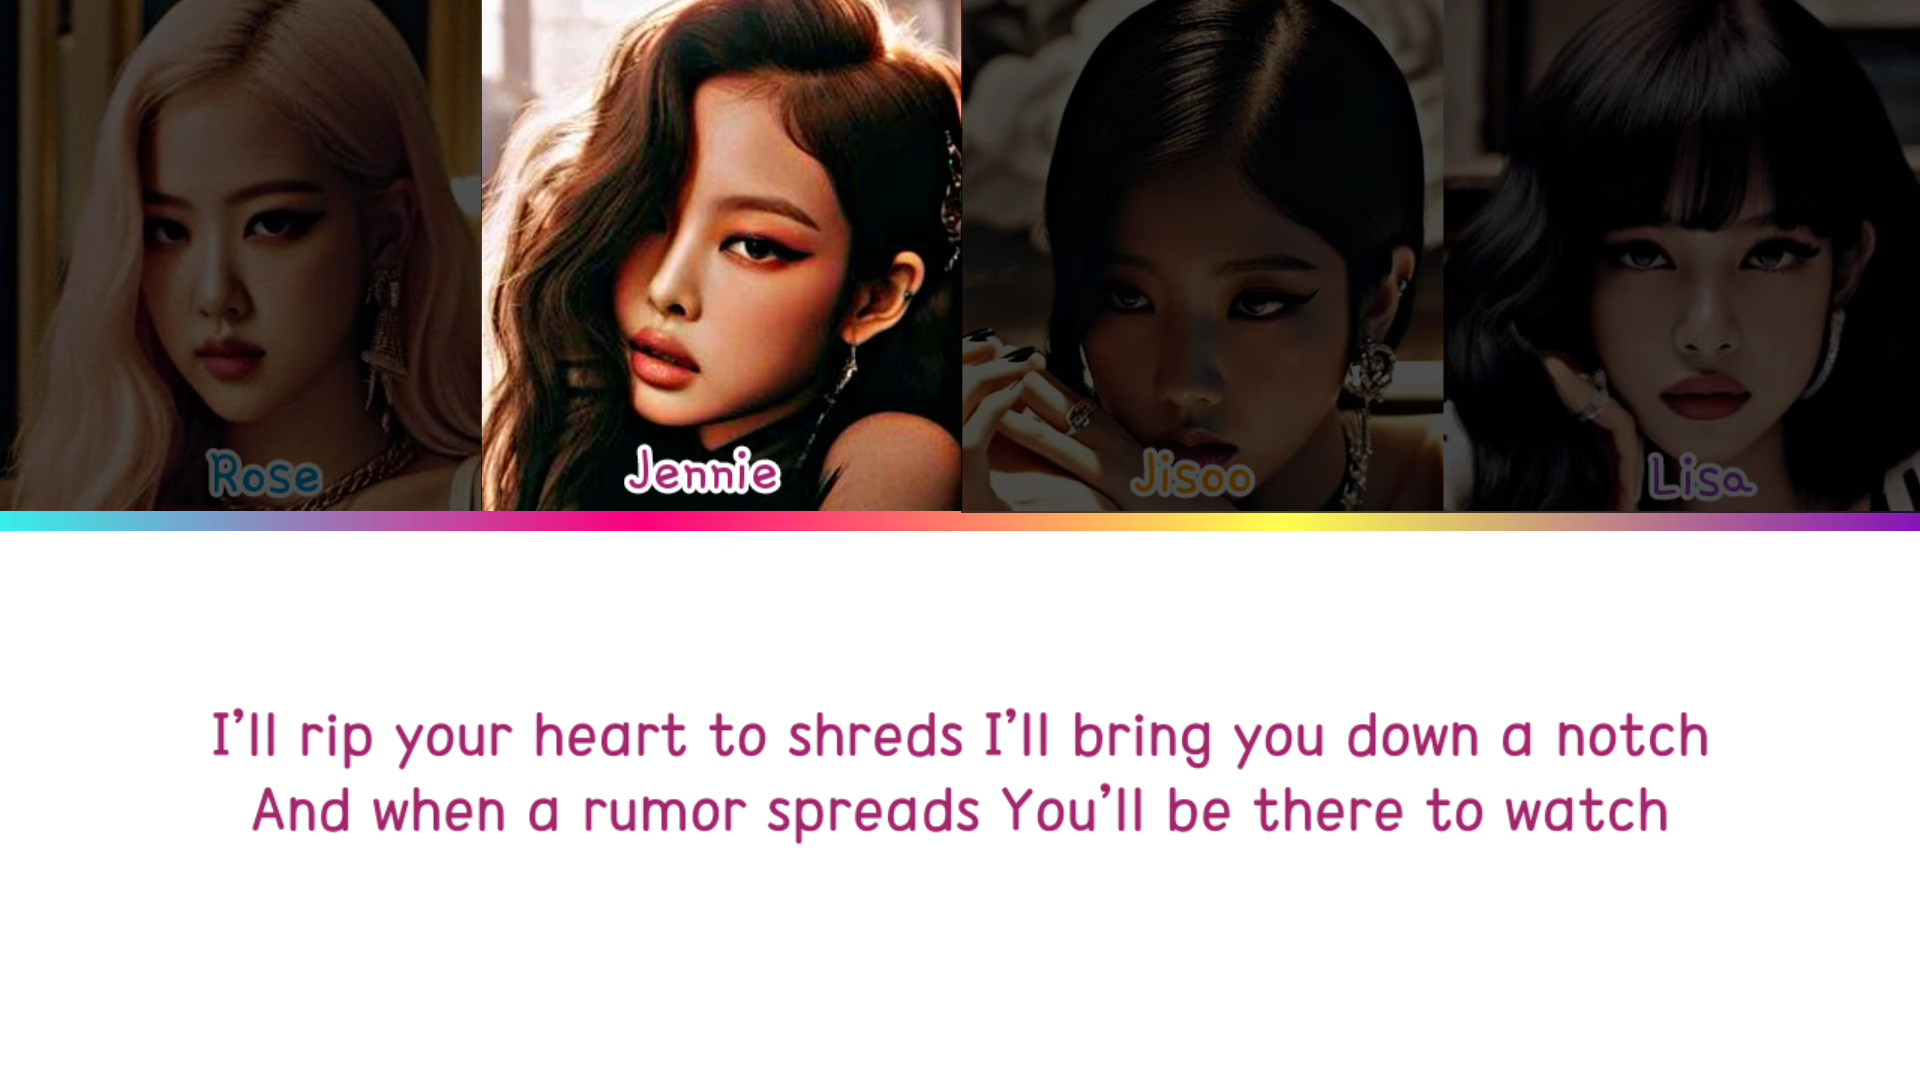 Rose
Jennie
Jisoo
Lisa
I’ll rip your heart to shreds I’ll bring you down a notch
And when a rumor spreads You’ll be there to watch